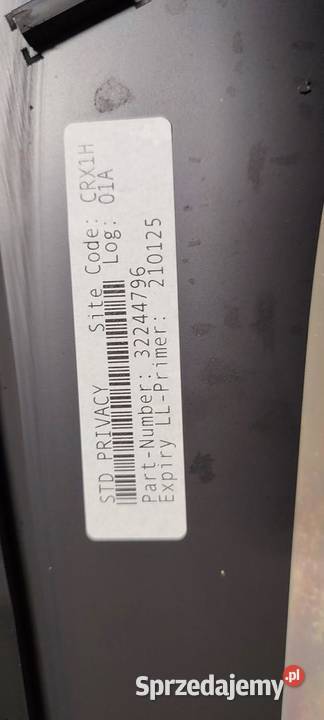 STD PRIVACY Site Code: CRX1H
Log: 01A
Part-Number: 32244796
Expiry LL-Primer: 210125
Sprzedajemy.pl